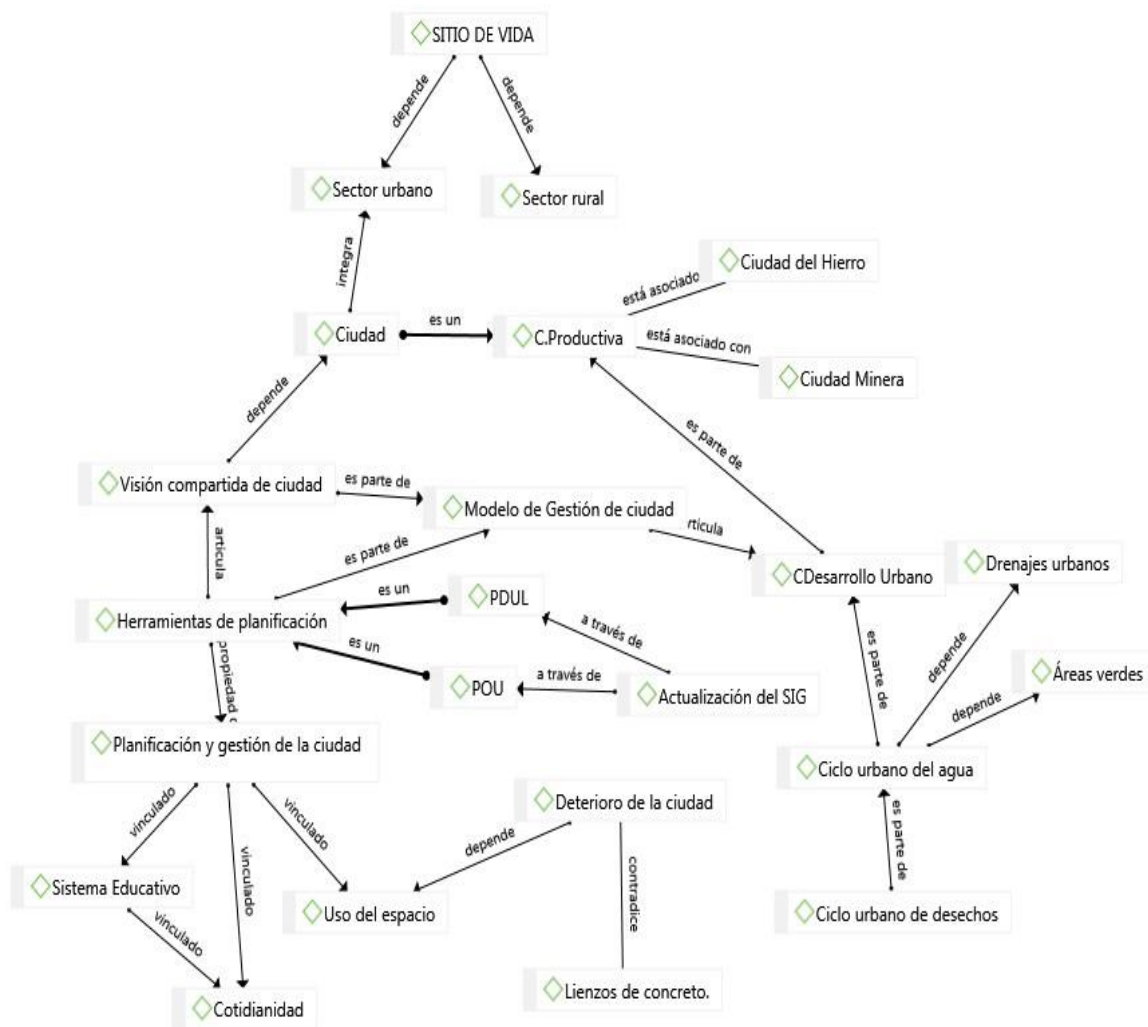 SITIO DE VIDA
depende
depende
Sector urbano
Sector rural
integra
Ciudad del Hierro
está asociado
Ciudad
es un
C.Productiva
está asociado con
Ciudad Minera
depende
es parte de
Visión compartida de ciudad
es parte de
Modelo de Gestión de ciudad
rticula
articula
es parte de
Drenajes urbanos
CDesarrollo Urbano
es un
PDUL
Herramientas de planificación
a través de
es un
es parte de
depende
propiedad d
POU
a través de
Actualización del SIG
Áreas verdes
depende
Planificación y gestión de la ciudad
Ciclo urbano del agua
vinculado
vinculado
vinculado
Deterioro de la ciudad
depende
contradice
es parte de
Sistema Educativo
Uso del espacio
Ciclo urbano de desechos
vinculado
Cotidianidad
Lienzos de concreto.